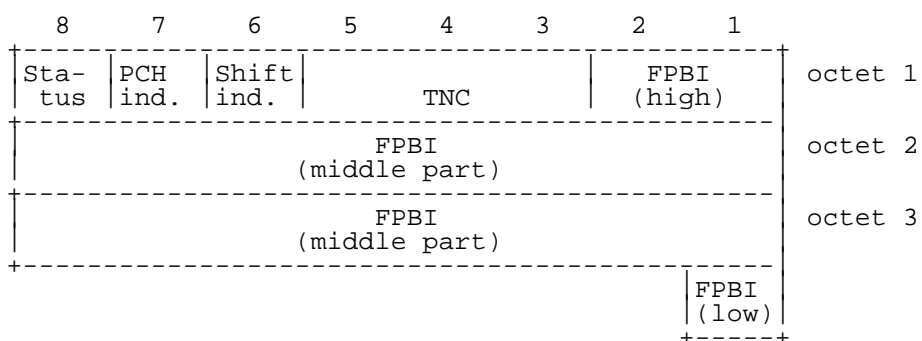 8 7 6 5 4 3 2 1
Sta- PCH Shift FPBI octet 1
tus ind. ind. TNC (high)
FPBI octet 2
(middle part)
FPBI octet 3
(middle part)
FPBI
(low)